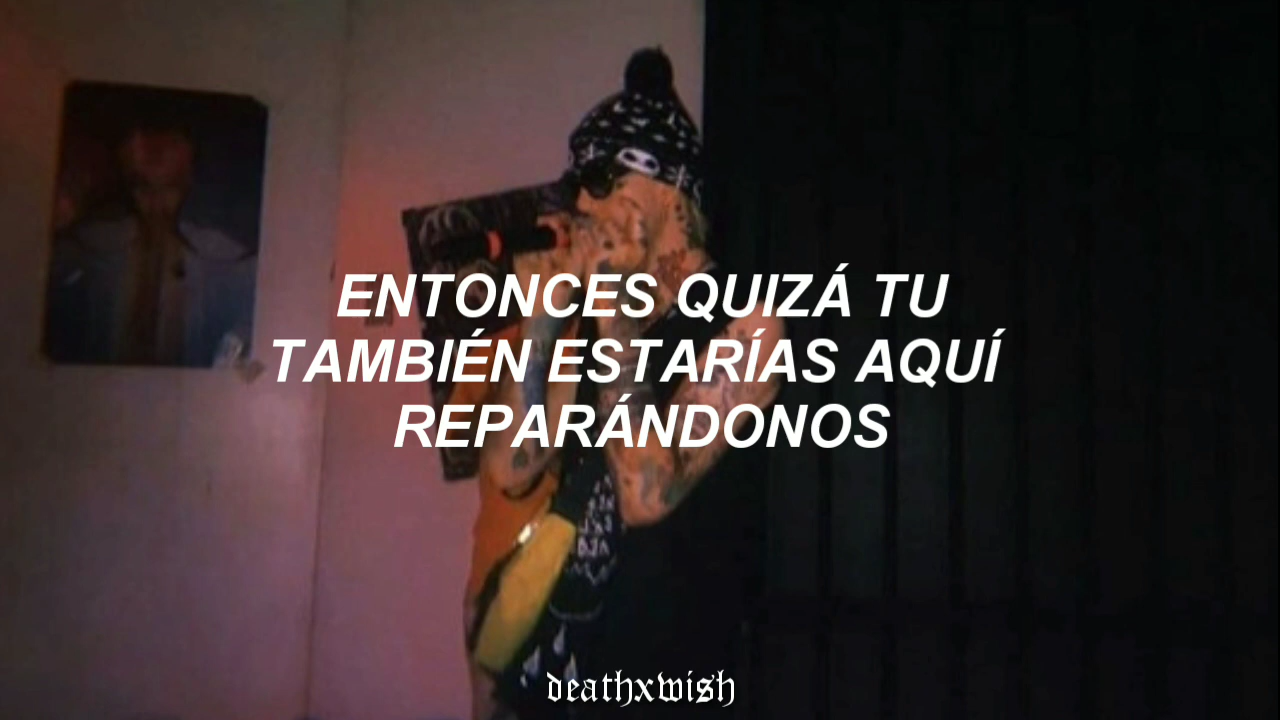 ENTONCES QUIZÁ TU
TAMBIÉN ESTARÍAS AQUÍ
REPARÁNDONOS
deathxwish